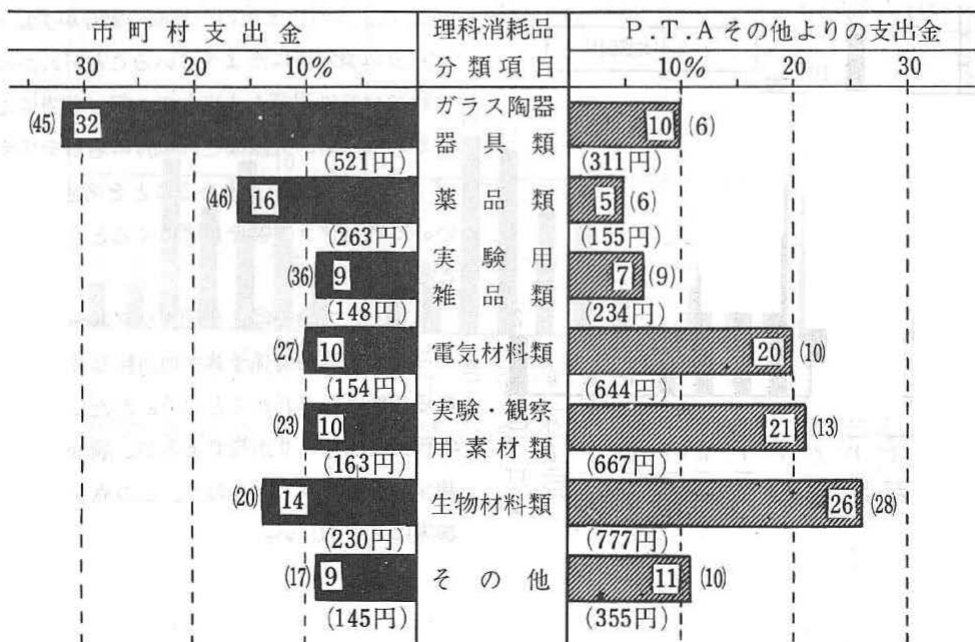 市町村支出金
理科消耗品
分類項目
P.T.Aその他よりの支出金
30 20 10%
10% 20 30
(45) 32
(521円)
ガラス陶器
器具類
10 (6)
(311円)
(46) 16
(263円)
薬品類
5 (6)
(155円)
(36) 9
(148円)
実験用
雑品類
7 (9)
(234円)
(27) 10
(154円)
電気材料類
20 (10)
(644円)
(23) 10
(163円)
実験・観察
用素材類
21 (13)
(667円)
(20) 14
(230円)
生物材料類
26 (28)
(777円)
(17) 9
(145円)
その他
11 (10)
(355円)